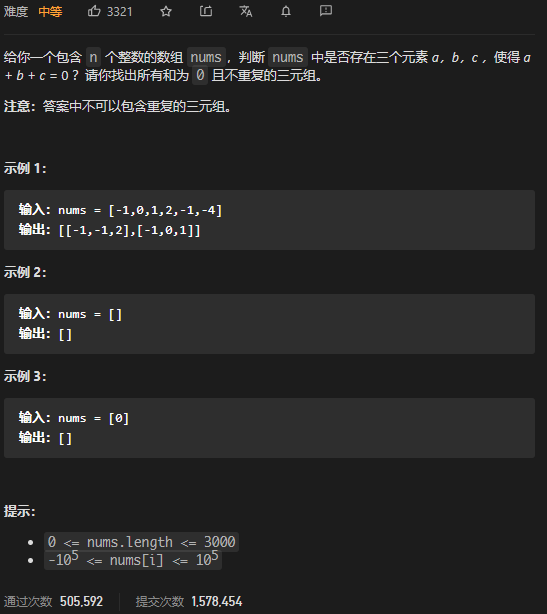 难度 中等 3321
给你一个包含 n 个整数的数组 nums，判断 nums 中是否存在三个元素 a，b，c ，使得 a
+ b + c = 0 ？请你找出所有和为 0 且不重复的三元组。
注意：答案中不可以包含重复的三元组。
示例 1：
输入：nums = [-1,0,1,2,-1,-4]
输出：[[-1,-1,2],[-1,0,1]]
示例 2：
输入：nums = []
输出：[]
示例 3：
输入：nums = [0]
输出：[]
提示：
0 <= nums.length <= 3000
-10⁵ <= nums[i] <= 10⁵
通过次数 505,592 提交次数 1,578,454